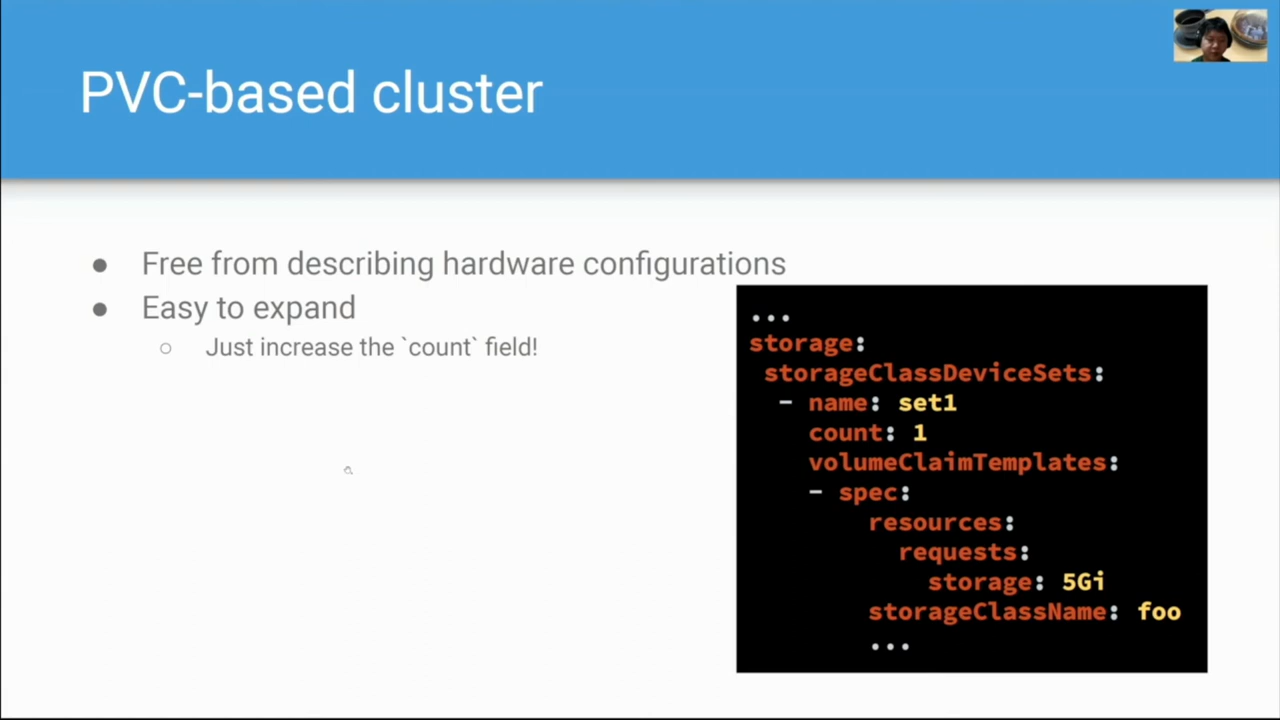 PVC-based cluster
● Free from describing hardware configurations
● Easy to expand
○ Just increase the `count` field!
...
storage:
storageClassDeviceSets:
- name: set1
count: 1
volumeClaimTemplates:
- spec:
resources:
requests:
storage: 5Gi
storageClassName: foo
...